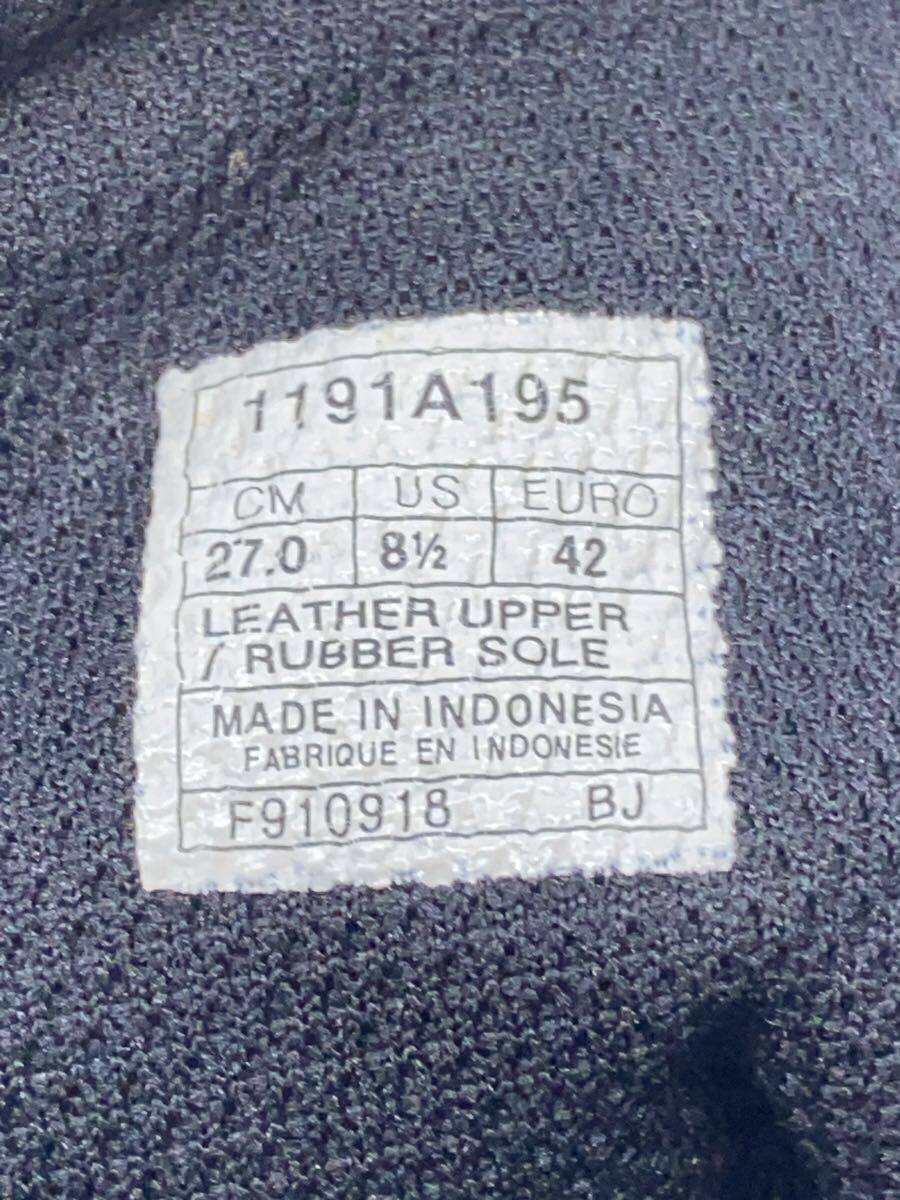 1191A195
CM US EURO
27.0 8½ 42
LEATHER UPPER
/ RUBBER SOLE
MADE IN INDONESIA
FABRIQUE EN INDONESIE
F910918 BJ